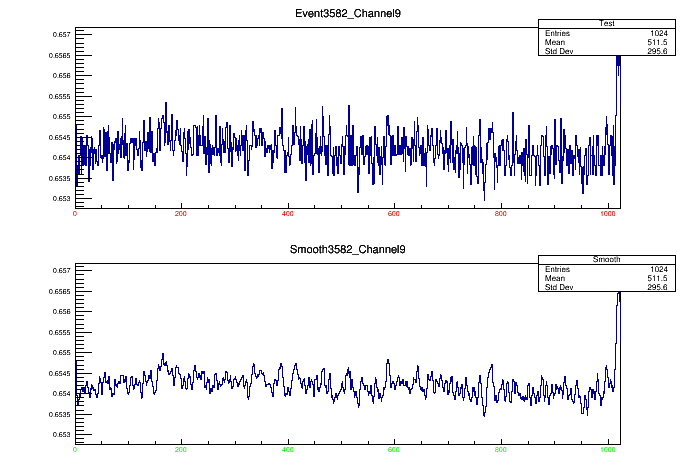 Event3582_Channel9
Test
Entries 1024
Mean 511.5
Std Dev 295.6
0.657
0.6565
0.656
0.6555
0.655
0.6545
0.654
0.6535
0.653
0 200 400 600 800 1000
Smooth3582_Channel9
Smooth
Entries 1024
Mean 511.5
Std Dev 295.6
0.657
0.6565
0.656
0.6555
0.655
0.6545
0.654
0.6535
0.653
0 200 400 600 800 1000